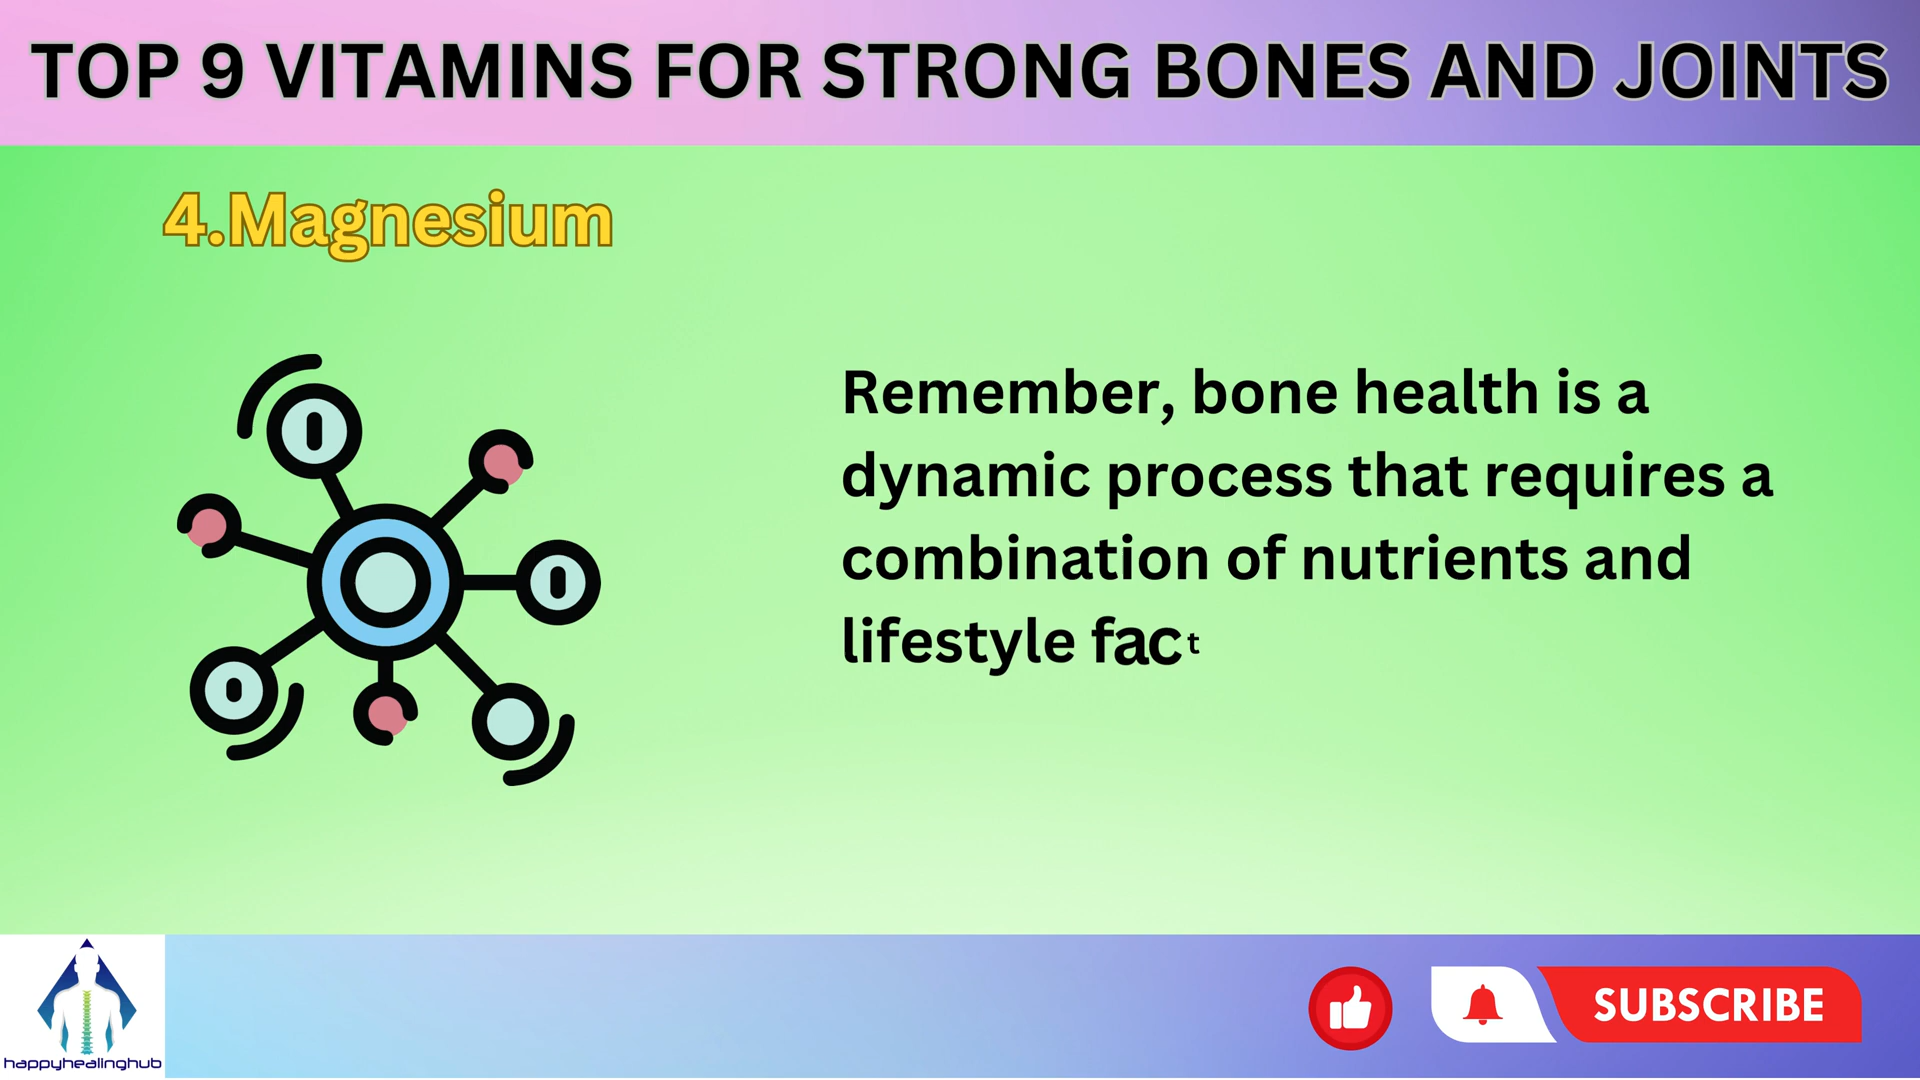 TOP 9 VITAMINS FOR STRONG BONES AND JOINTS
4.Magnesium
Remember, bone health is a
dynamic process that requires a
combination of nutrients and
lifestyle fact
happyhealinghub
SUBSCRIBE